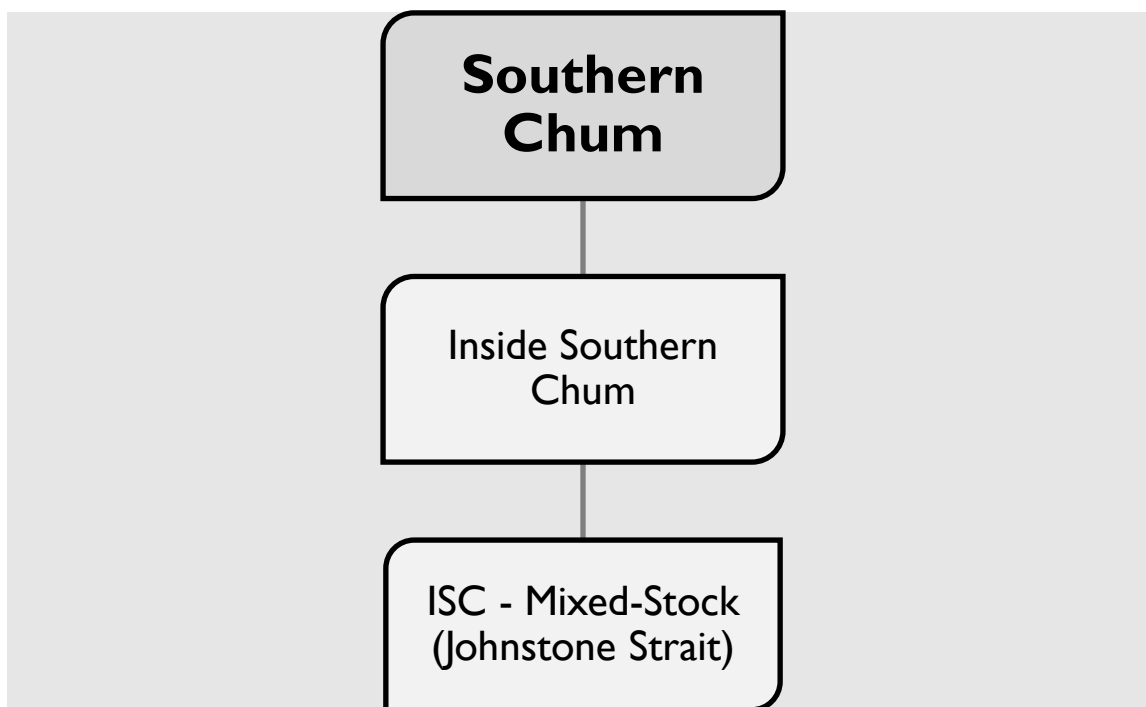 Southern
Chum
Inside Southern
Chum
ISC - Mixed-Stock
(Johnstone Strait)